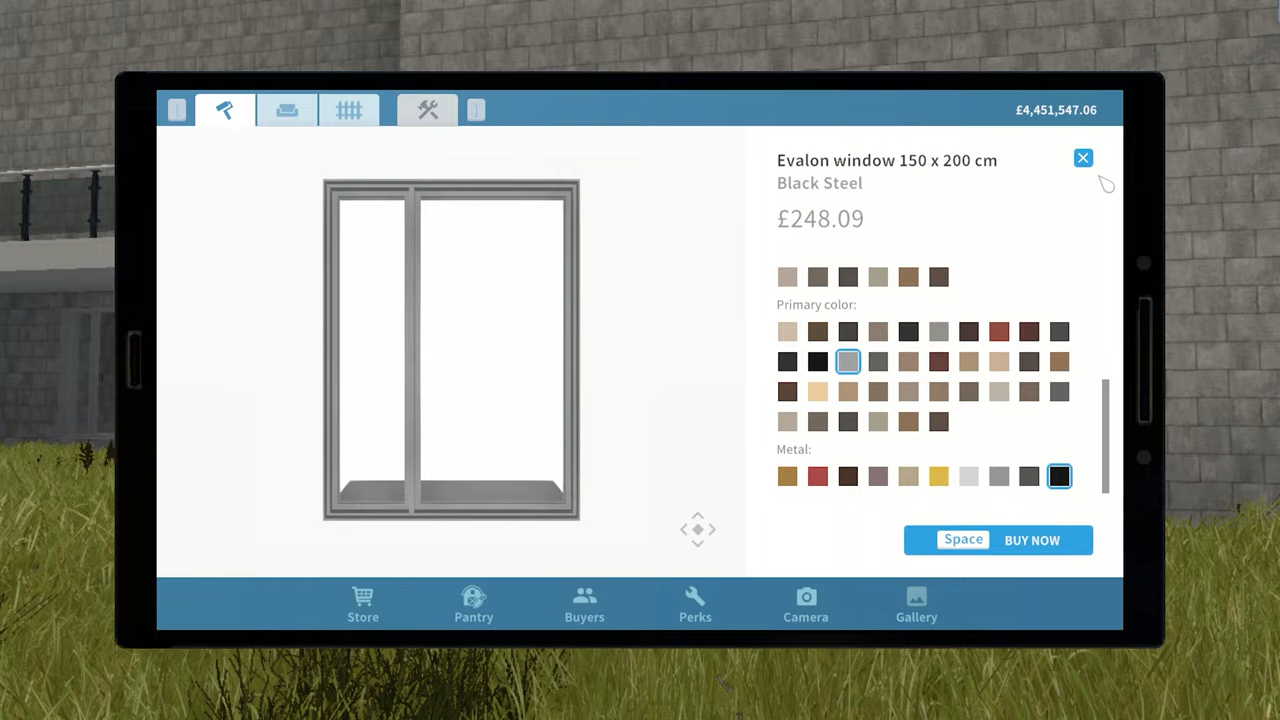 £4,451,547.06
Evalon window 150 x 200 cm
Black Steel
£248.09
Primary color:
Metal:
Space BUY NOW
Store Pantry Buyers Perks Camera Gallery